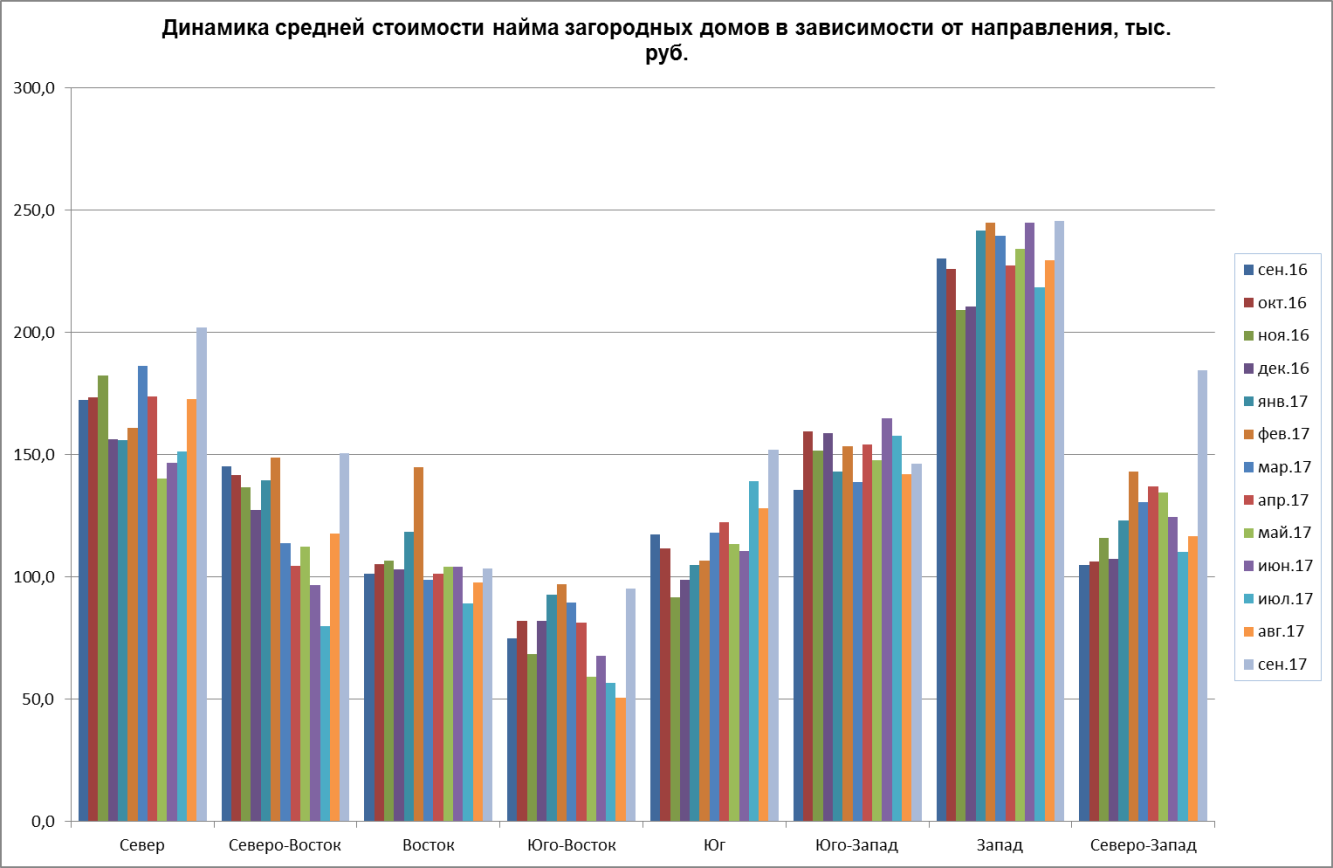 Динамика средней стоимости найма загородных домов в зависимости от направления, тыс.
руб.
300,0
250,0
200,0
150,0
100,0
50,0
0,0
Север
Северо-Восток
Восток
Юго-Восток
Юг
Юго-Запад
Запад
Северо-Запад
сен.16
окт.16
ноя.16
дек.16
янв.17
фев.17
мар.17
апр.17
май.17
июн.17
июл.17
авг.17
сен.17